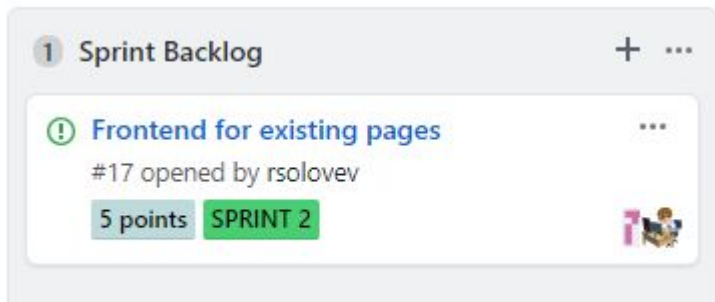 1 Sprint Backlog
Frontend for existing pages
#17 opened by rsolovev
5 points SPRINT 2